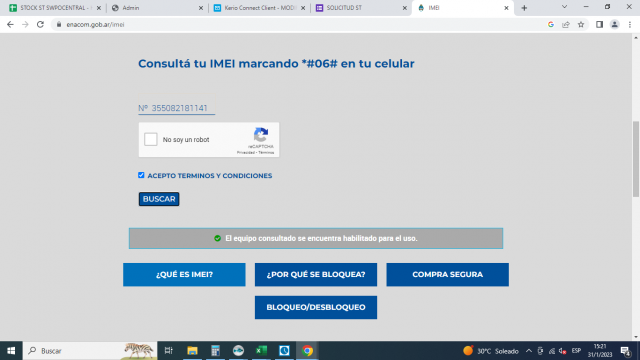 STOCK ST SWPOCENTRAL -
Admin
Kerio Connect Client - MOD
SOLICITUD ST
IMEI
enacom.gob.ar/imei
Consultá tu IMEI marcando *#06# en tu celular
Nº 355082181141
No soy un robot
reCAPTCHA
Privacidad - Términos
ACEPTO TERMINOS Y CONDICIONES
BUSCAR
El equipo consultado se encuentra habilitado para el uso.
¿QUÉ ES IMEI?
¿POR QUÉ SE BLOQUEA?
COMPRA SEGURA
BLOQUEO/DESBLOQUEO
Buscar
30°C Soleado
ESP
15:21
31/1/2023